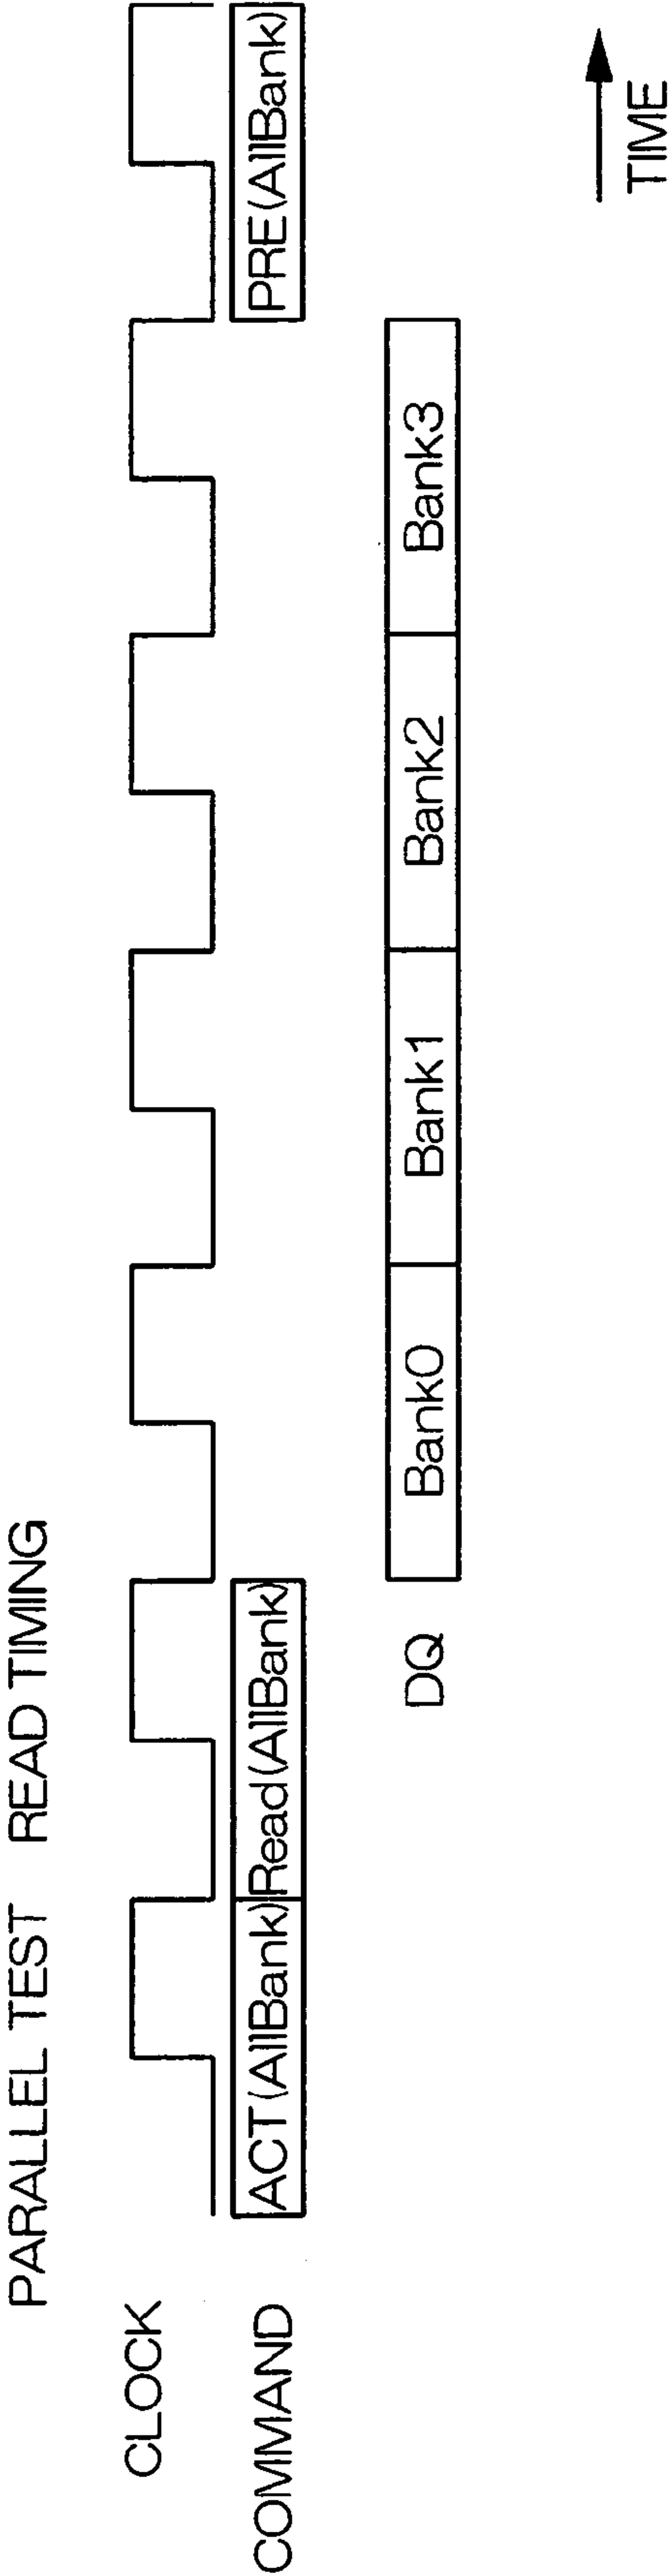 PARALLEL TEST READ TIMING
CLOCK
COMMAND ACT(AllBank) Read(AllBank) PRE(AllBank)
DQ Bank0 Bank1 Bank2 Bank3
TIME